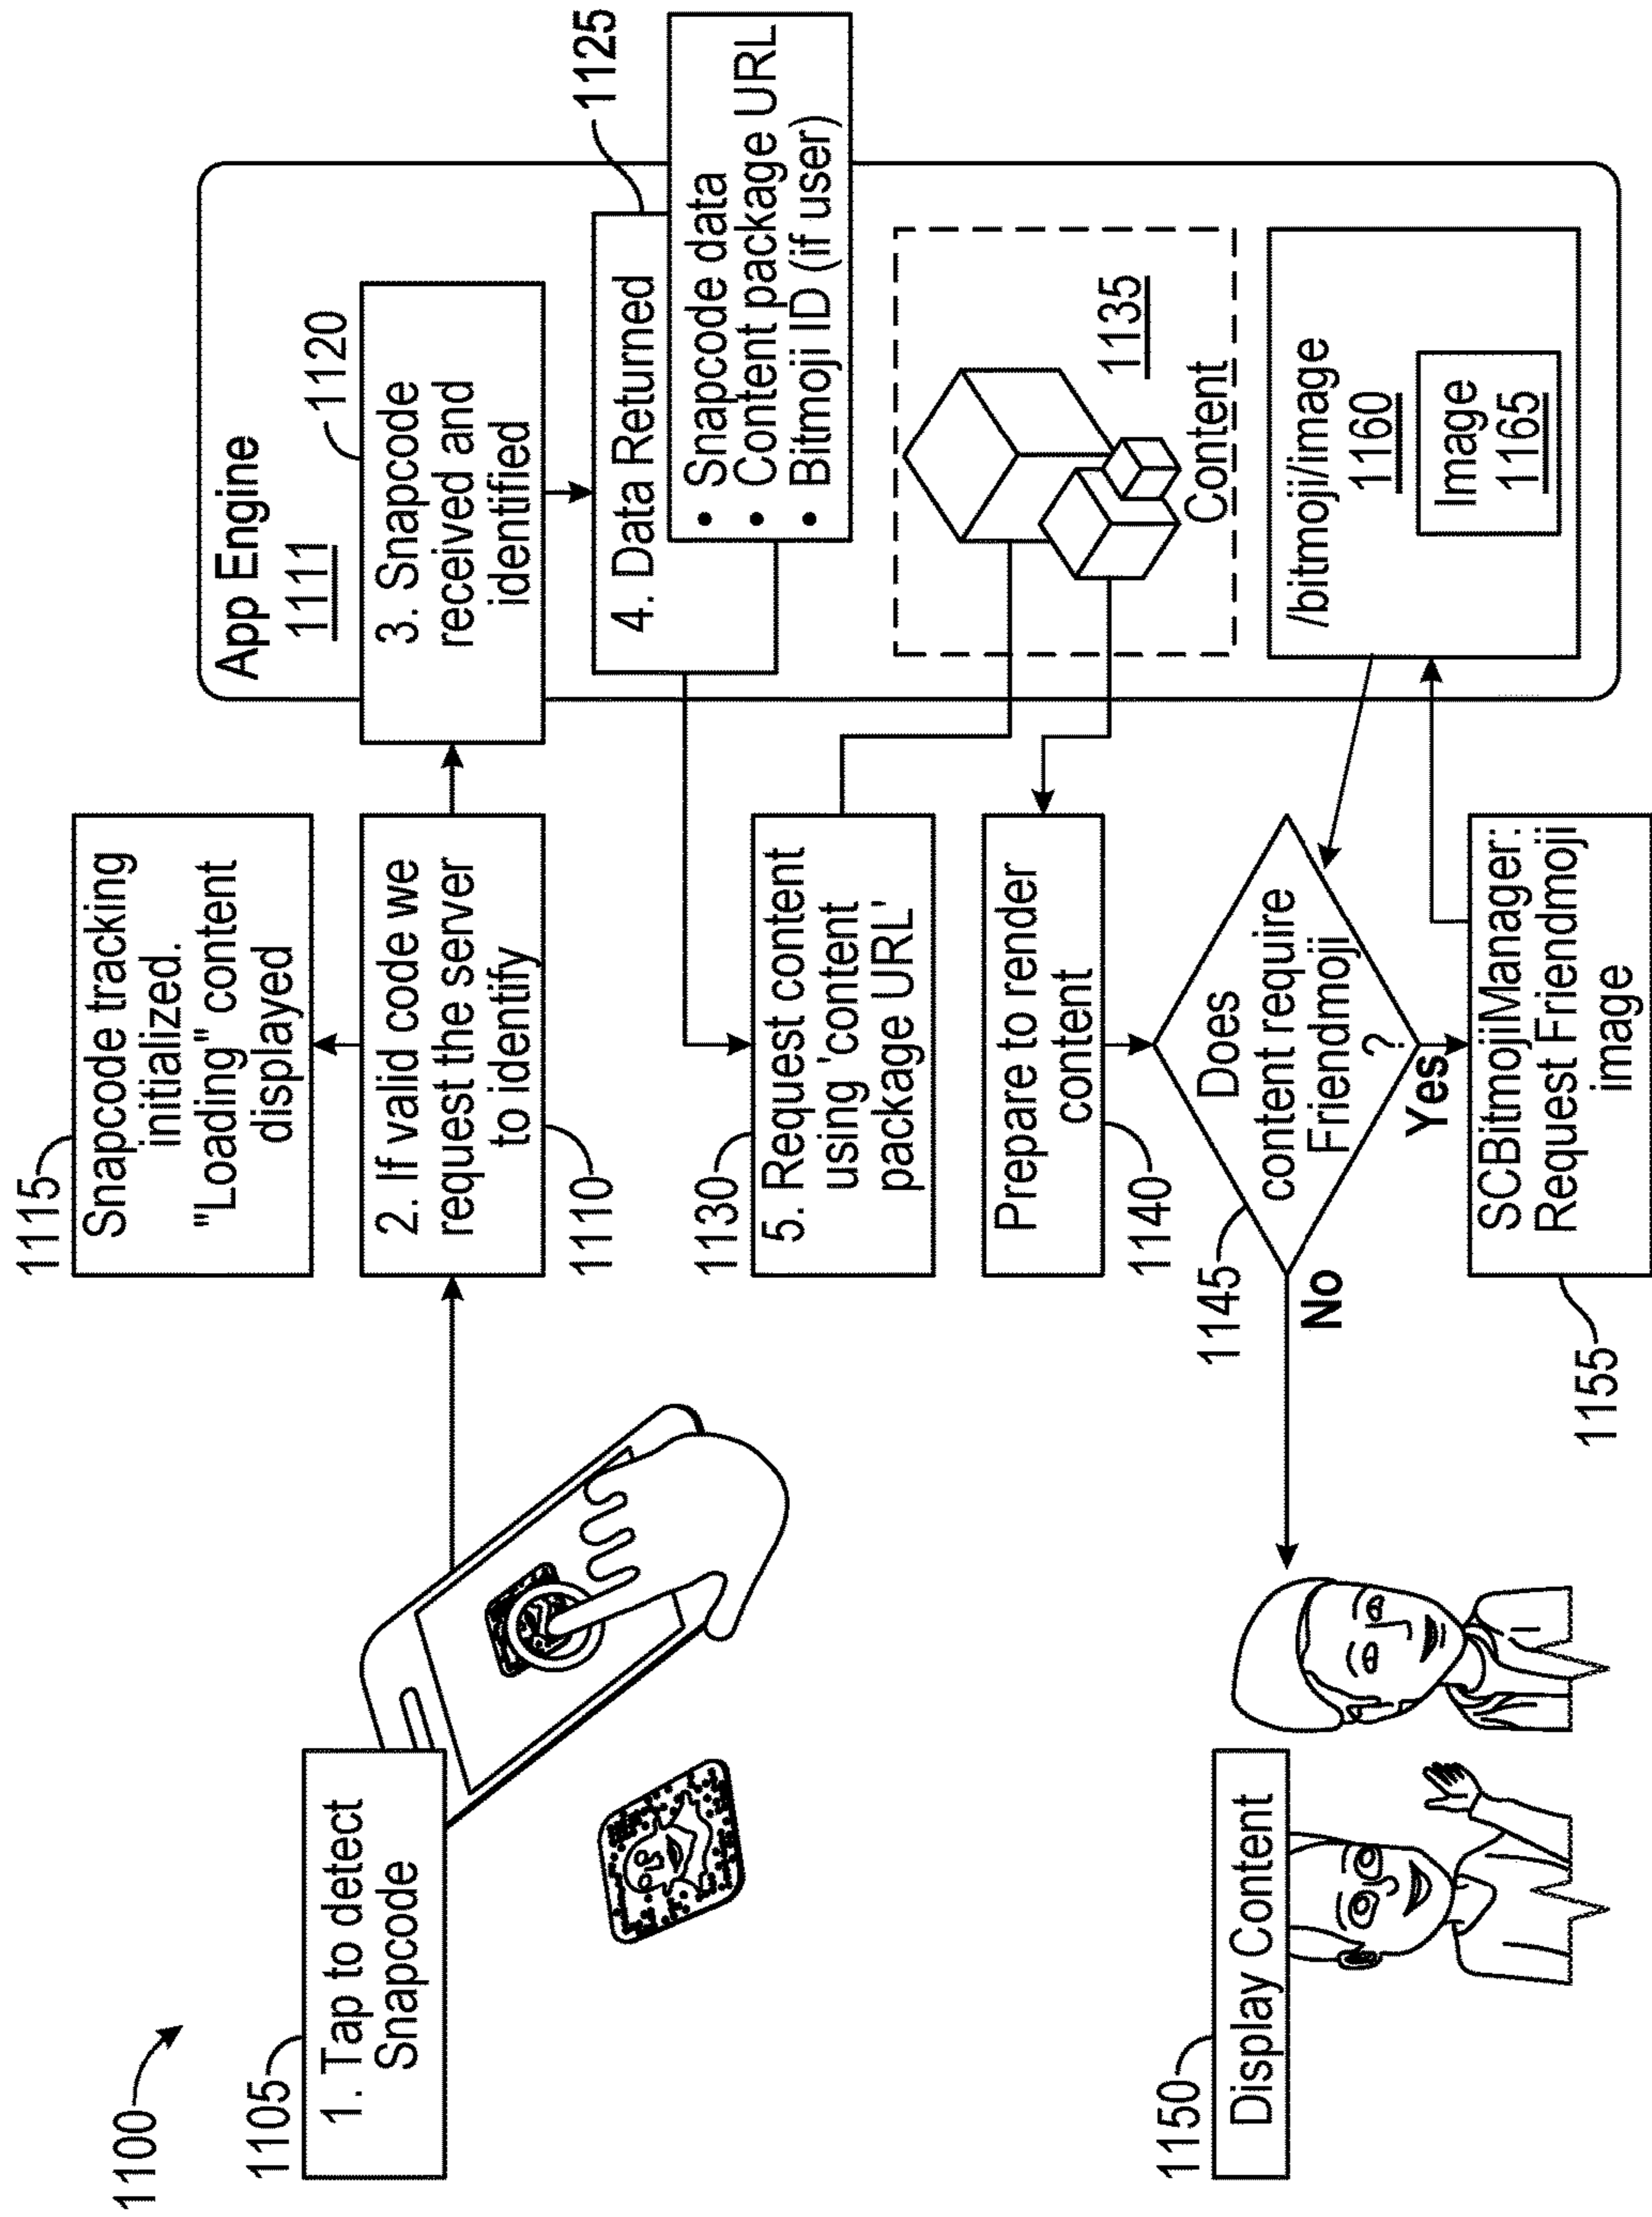 1100
1105
1. Tap to detect
Snapcode
1115
Snapcode tracking
initialized.
"Loading" content
displayed
2. If valid code we
request the server
to identify
1110
App Engine
1111
1120
3. Snapcode
received and
identified
4. Data Returned
1125
• Snapcode data
• Content package URL
• Bitmoji ID (if user)
1130
5. Request content
using 'content
package URL'
1135
Content
Prepare to render
content
1140
1145
Does
content require
Friendmoji
?
No
Yes
1150
Display Content
1155
SCBitmojiManager:
Request Friendmoji
image
/bitmoji/image
1160
Image
1165